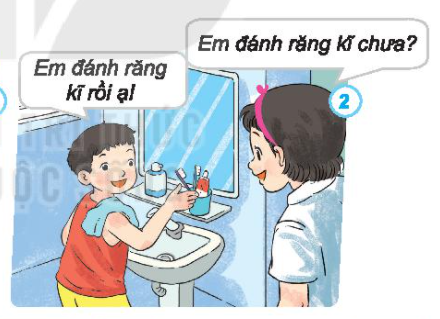 Em đánh răng kĩ chưa?
Em đánh răng
kĩ rồi ạ!
2